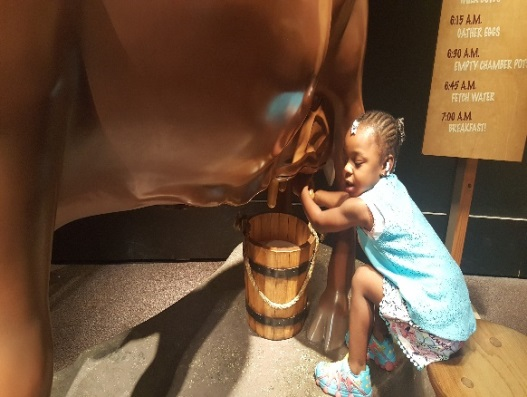 6:15 A.M.
GATHER EGGS
6:30 A.M.
EMPTY CHAMBER POT
6:45 A.M.
FETCH WATER
7:00 A.M.
BREAKFAST!